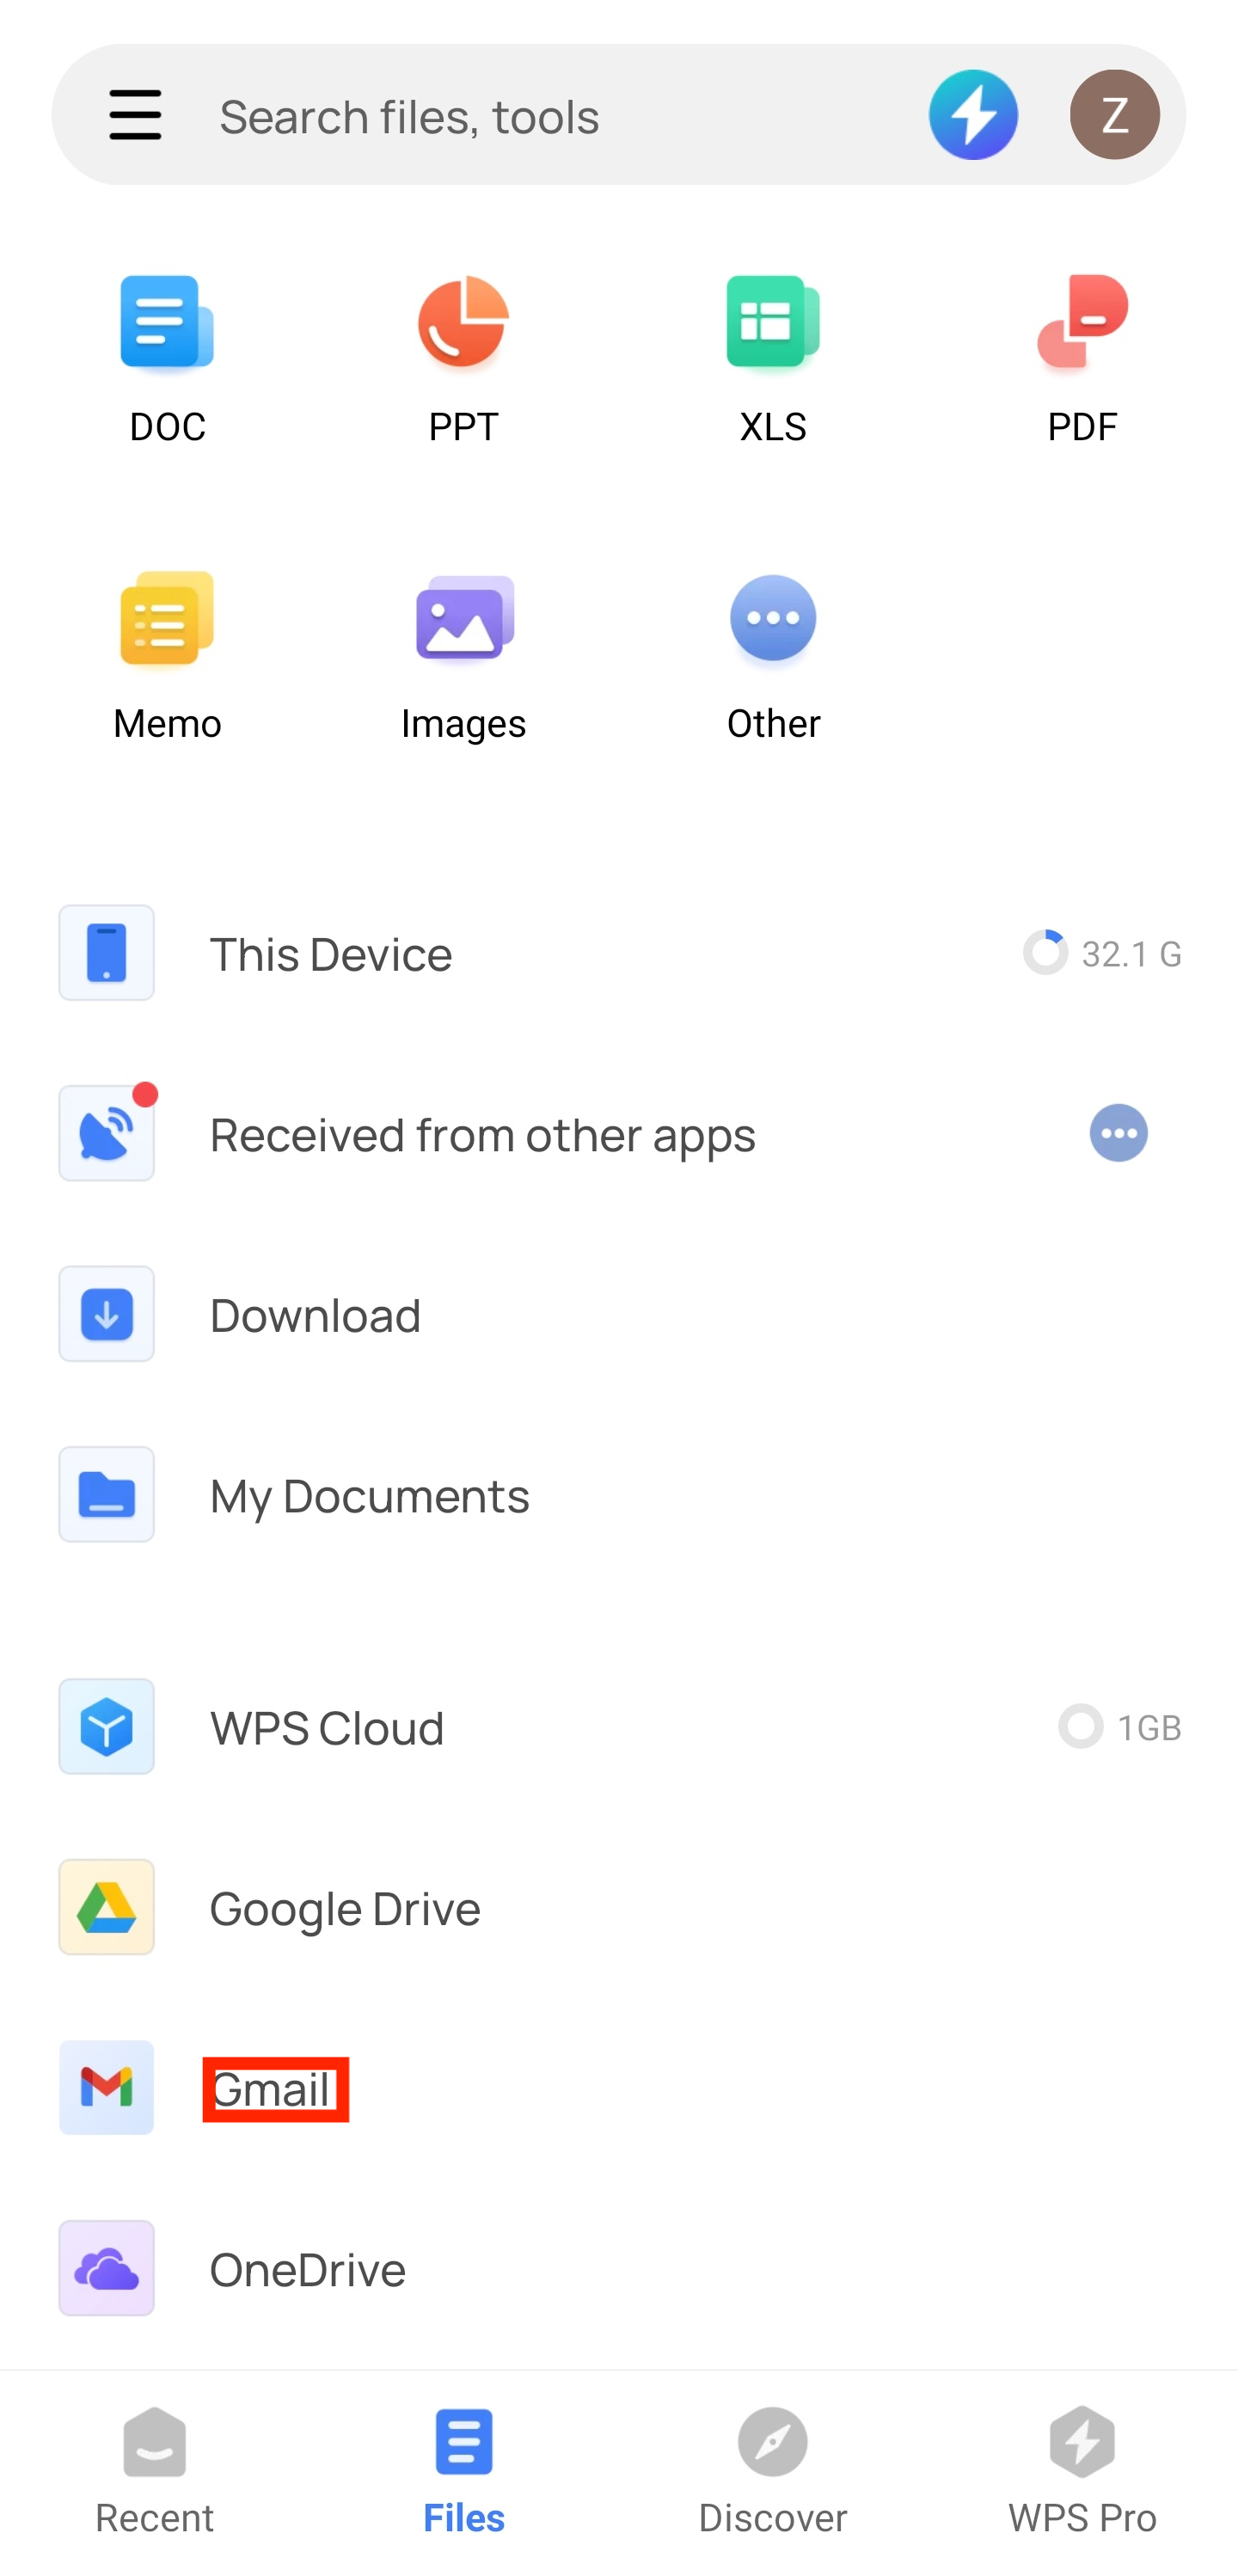 Search files, tools
Z
DOC PPT XLS PDF
Memo Images Other
This Device 32.1 G
Received from other apps
Download
My Documents
WPS Cloud 1GB
Google Drive
Gmail
OneDrive
Recent Files Discover WPS Pro